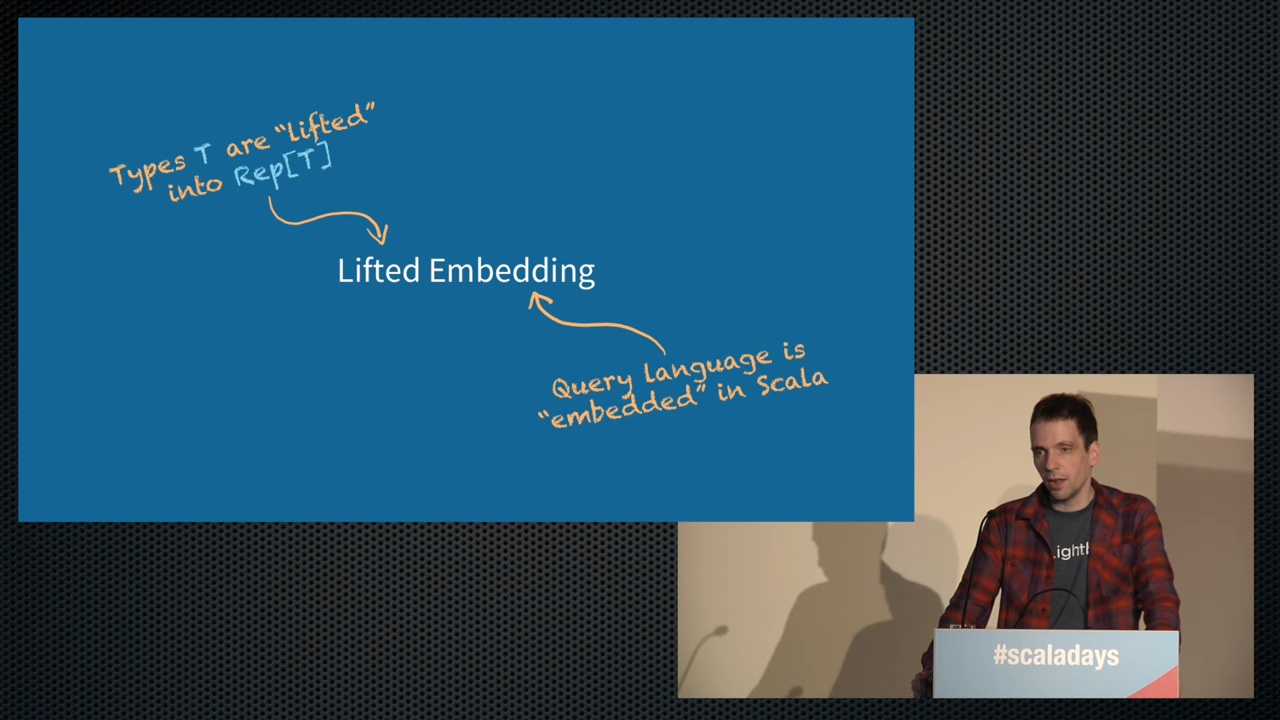 Types T are “lifted”
into Rep[T]
Lifted Embedding
Query language is
“embedded” in Scala
#scaladays